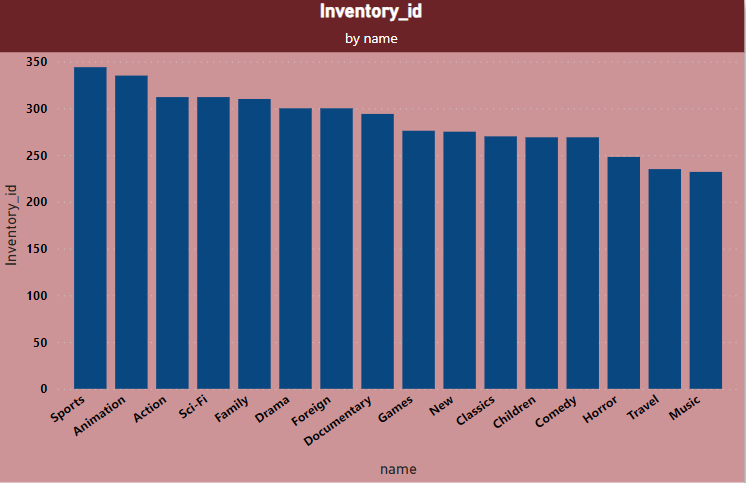 Inventory_id
by name
350
300
250
200
150
100
50
0
Inventory_id
Sports
Animation
Action
Sci-Fi
Family
Drama
Foreign
Documentary
Games
New
Classics
Children
Comedy
Horror
Travel
Music
name